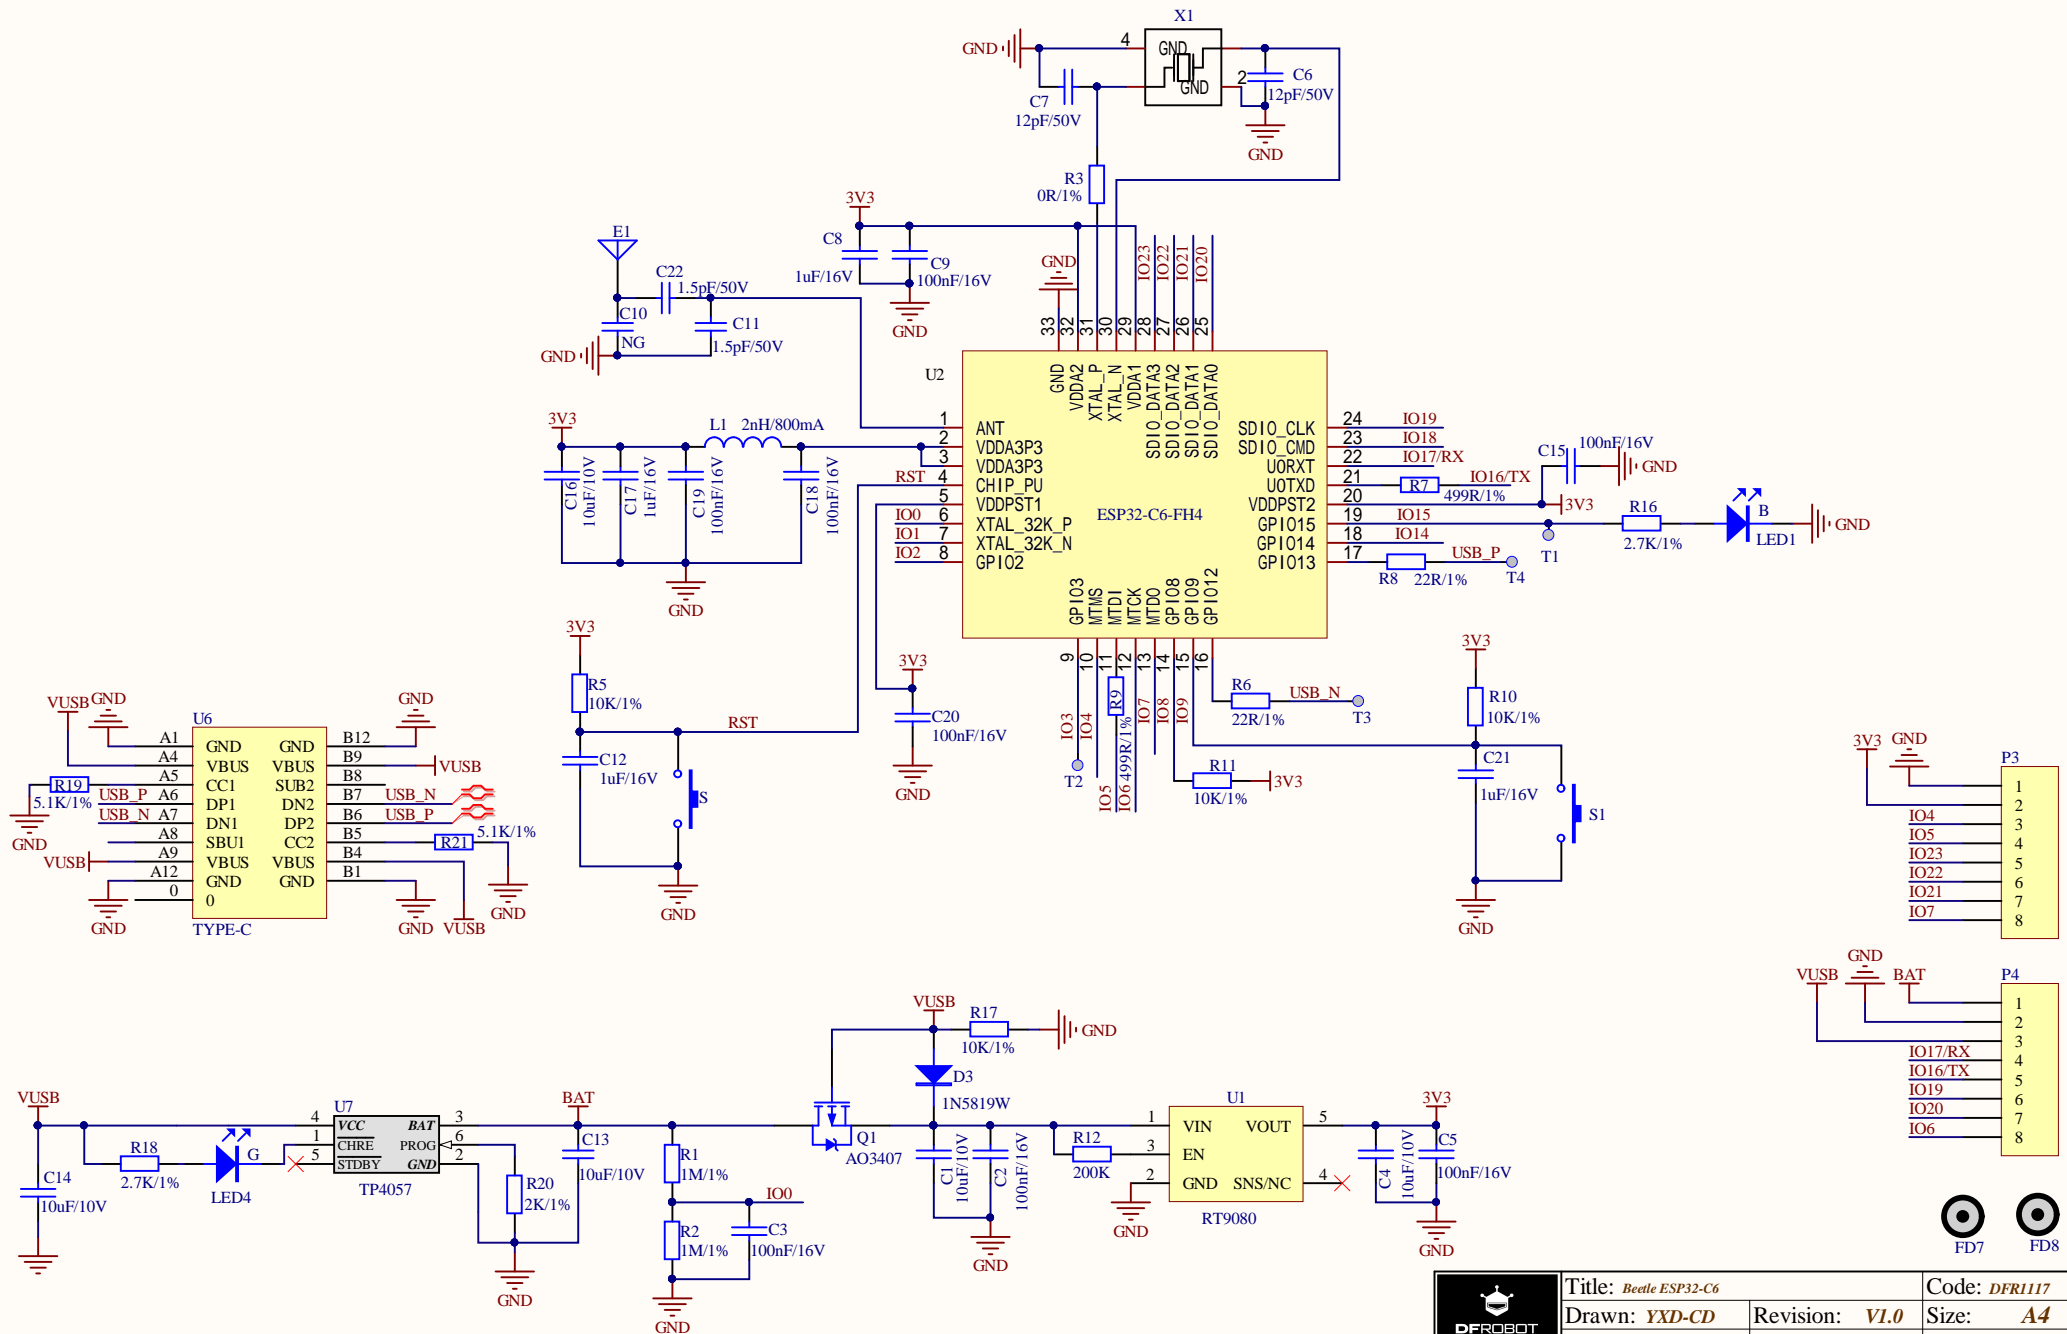 X1
GND
4
GND
GND
2
C6
12pF/50V
C7
12pF/50V
GND
R3
0R/1%
3V3
C8
1uF/16V
C9
100nF/16V
GND
GND
IO23
IO22
IO21
IO20
E1
C22
1.5pF/50V
C10
NG
C11
1.5pF/50V
GND
33
32
31
30
29
28
27
26
25
U2
GND
VDDA2
XTAL_P
XTAL_N
VDDA1
SDIO_DATA3
SDIO_DATA2
SDIO_DATA1
SDIO_DATA0
1 ANT
2 VDDA3P3
3 VDDA3P3
RST 4 CHIP_PU
5 VDDPST1
IO0 6 XTAL_32K_P
IO1 7 XTAL_32K_N
IO2 8 GPIO2
ESP32-C6-FH4
SDIO_CLK 24 IO19
SDIO_CMD 23 IO18
U0RXT 22 IO17/RX
U0TXD 21 R7 499R/1% IO16/TX
VDDPST2 20 3V3
GPIO15 19 IO15
GPIO14 18 IO14
GPIO13 17 R8 22R/1% USB_P T4
C15 100nF/16V
GND
T1
R16
2.7K/1%
B
LED1
GND
3V3
L1 2nH/800mA
C16 10uF/10V
C17 1uF/16V
C19 100nF/16V
C18 100nF/16V
GND
GPIO3
MTMS
MTDI
MTCK
MTDO
GPIO8
GPIO9
GPIO12
9
10
11
12
13
14
15
16
IO3
IO4
R9
499R/1%
IO5
IO6
IO7
IO8
IO9
T2
R6
22R/1%
USB_N
T3
R11
10K/1%
3V3
3V3
R10
10K/1%
C21
1uF/16V
S1
GND
3V3
R5
10K/1%
RST
C12
1uF/16V
S
GND
3V3
C20
100nF/16V
GND
VUSB
GND
GND
U6
A1 GND GND B12
A4 VBUS VBUS B9 VUSB
R19 A5 CC1 SUB2 B8
5.1K/1%
USB_P A6 DP1 DN2 B7 USB_N
USB_N A7 DN1 DP2 B6 USB_P
A8 SBU1 CC2 B5 R21 5.1K/1%
VUSB A9 VBUS VBUS B4
A12 GND GND B1
0 0
GND
GND
TYPE-C
GND
VUSB
GND
3V3
GND
P3
1
2
IO4 3
IO5 4
IO23 5
IO22 6
IO21 7
IO7 8
VUSB
GND
BAT
P4
1
2
3
IO17/RX 4
IO16/TX 5
IO19 6
IO20 7
IO6 8
VUSB
C14
10uF/10V
R18
2.7K/1%
G
LED4
U7
4 VCC BAT 3
1 CHRE PROG 6
5 STDBY GND 2
TP4057
R20
2K/1%
GND
BAT
C13
10uF/10V
R1
1M/1%
IO0
R2
1M/1%
C3
100nF/16V
GND
Q1
AO3407
VUSB
R17
10K/1%
GND
D3
1N5819W
C1
10uF/10V
C2
100nF/16V
GND
R12
200K
U1
1 VIN VOUT 5
3 EN
2 GND SNS/NC 4
RT9080
GND
3V3
C4
10uF/10V
C5
100nF/16V
GND
FD7
FD8
DFROBOT
Title: Beetle ESP32-C6
Code: DFR1117
Drawn: YXD-CD
Revision: V1.0
Size: A4